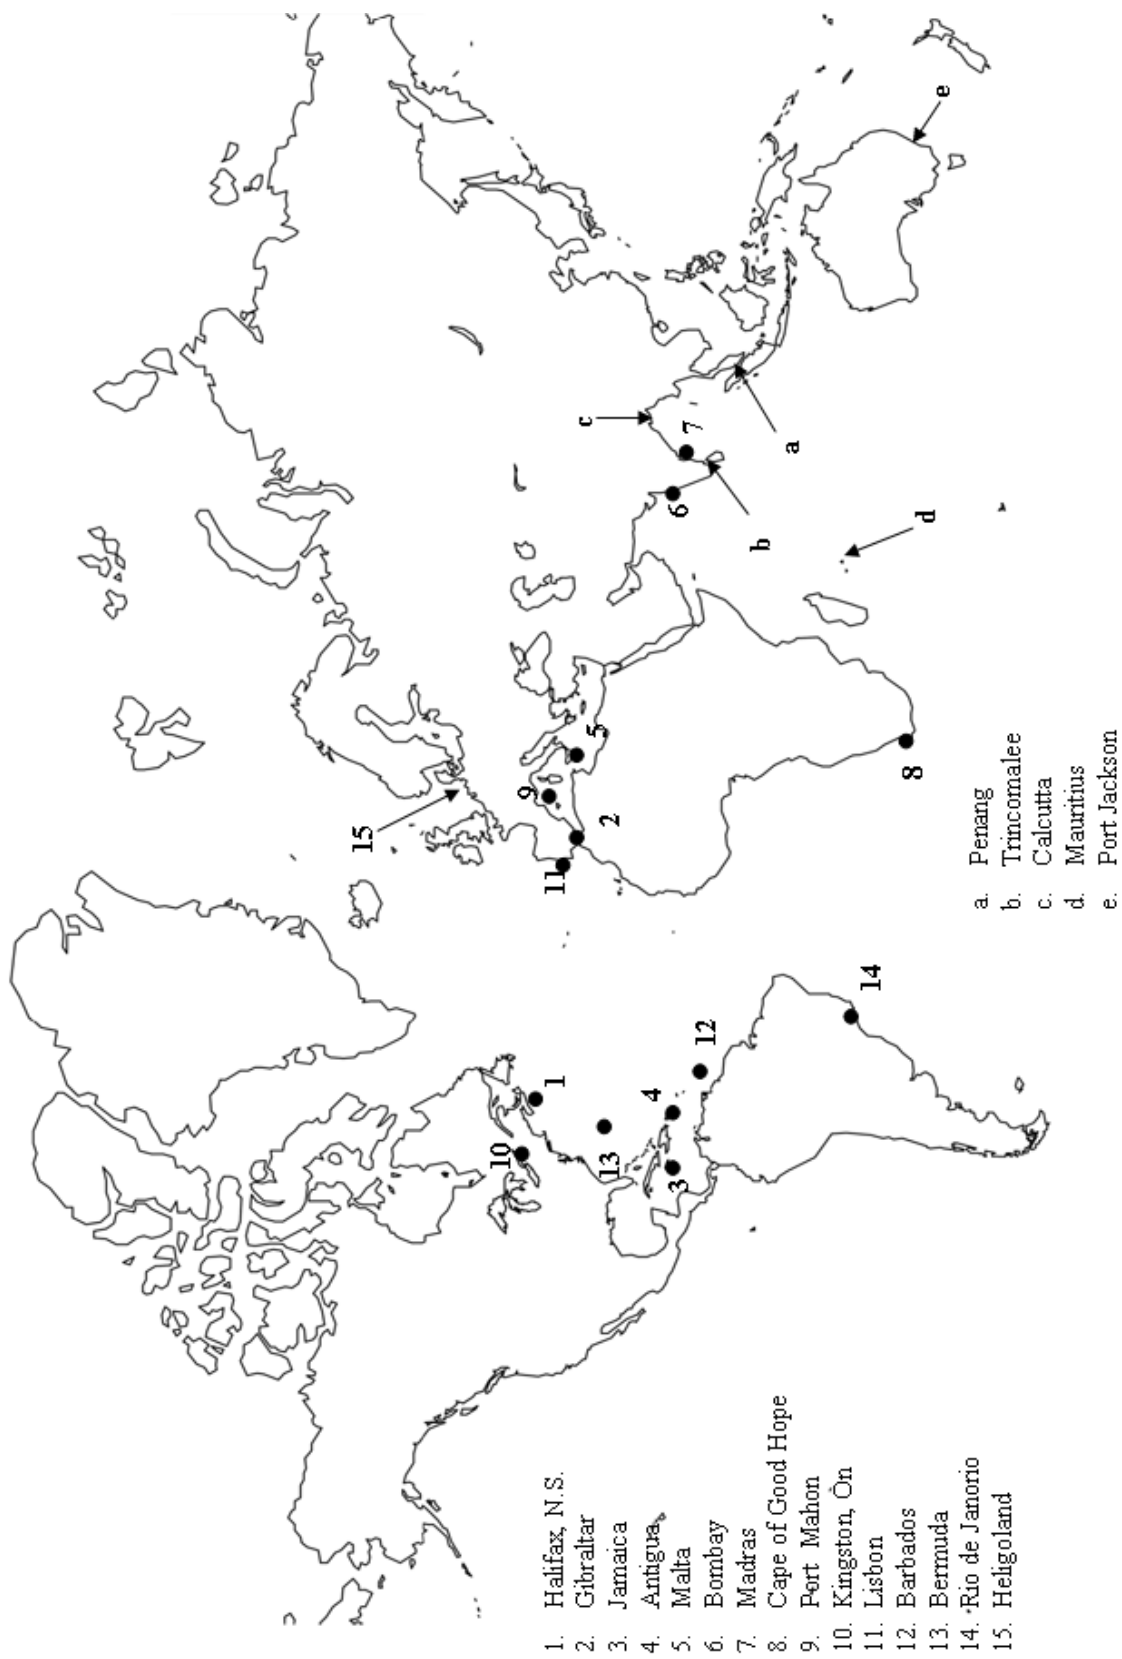 15
9
5
11
2
10
1
13
4
3
12
14
8
c
7
6
a
b
d
e
1. Halifax, N.S.
2. Gibraltar
3. Jamaica
4. Antigua
5. Malta
6. Bombay
7. Madras
8. Cape of Good Hope
9. Port Mahon
10. Kingston, On
11. Lisbon
12. Barbados
13. Bermuda
14. Rio de Janorio
15. Heligoland
a. Penang
b. Trincomalee
c. Calcutta
d. Mauritius
e. Port Jackson